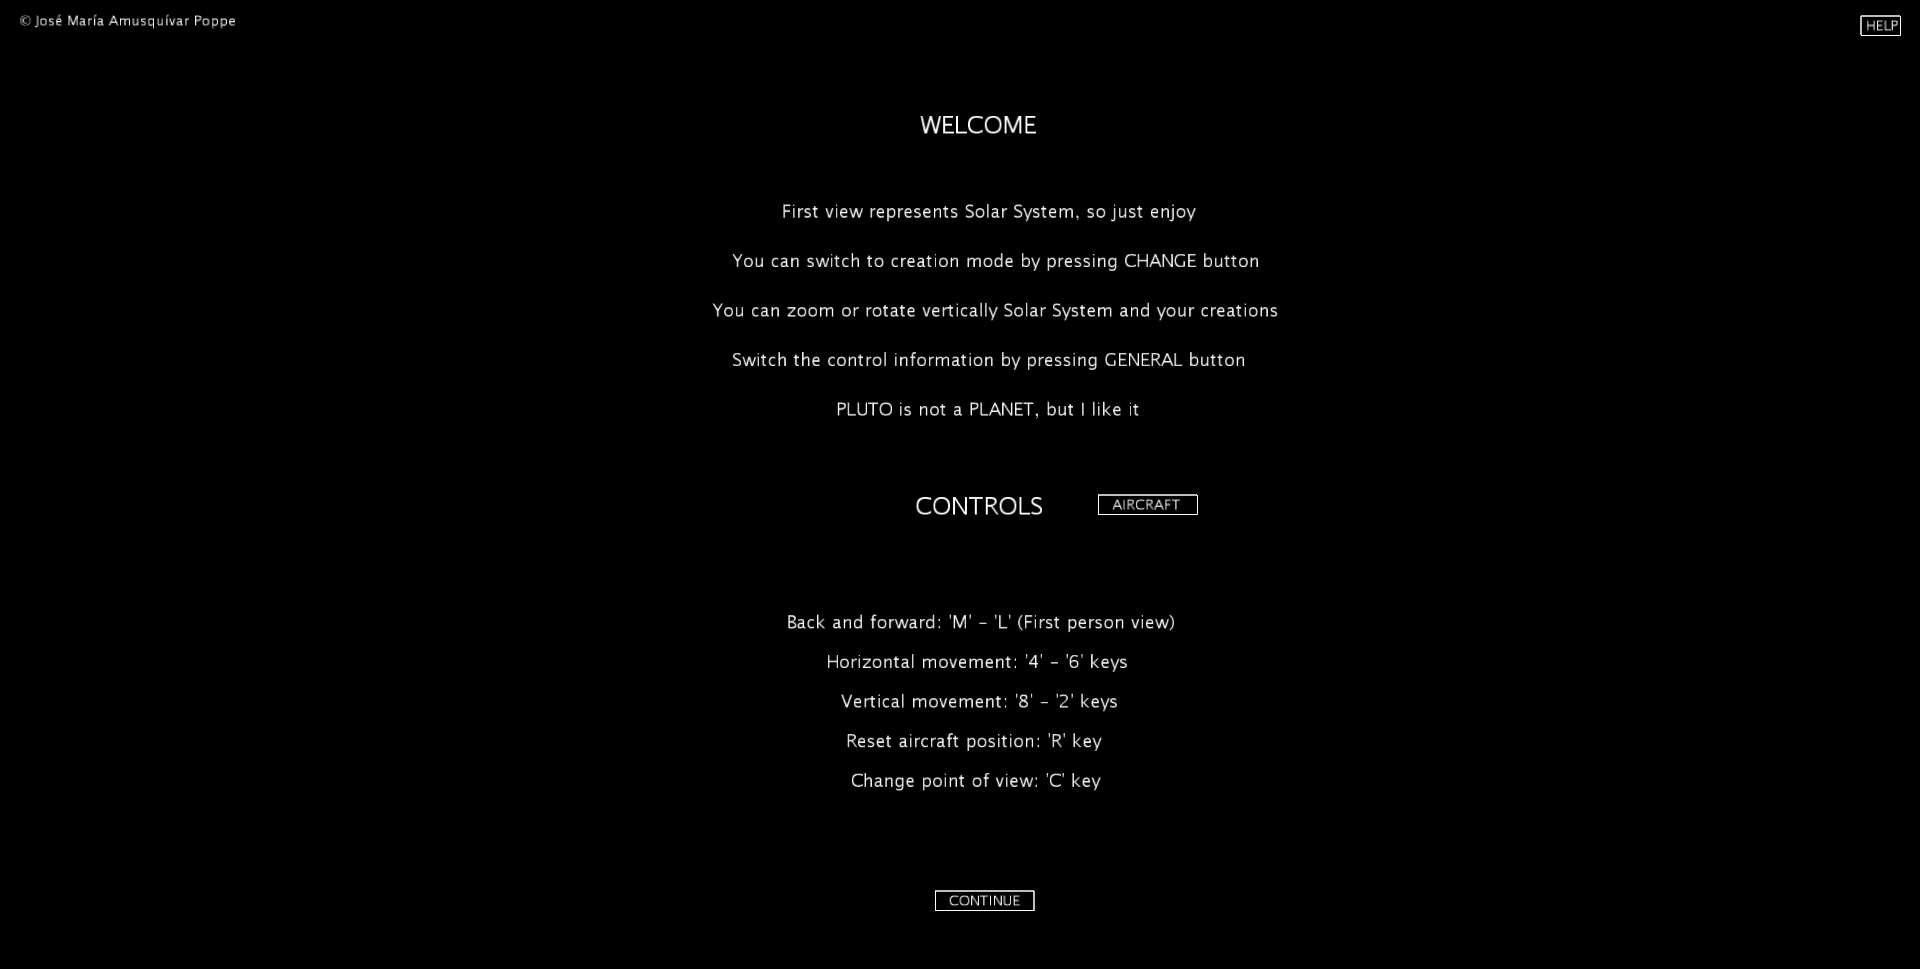 © José María Amusquívar Poppe
HELP
WELCOME
First view represents Solar System, so just enjoy
You can switch to creation mode by pressing CHANGE button
You can zoom or rotate vertically Solar System and your creations
Switch the control information by pressing GENERAL button
PLUTO is not a PLANET, but I like it
CONTROLS
AIRCRAFT
Back and forward: 'M' - 'L' (First person view)
Horizontal movement: '4' - '6' keys
Vertical movement: '8' - '2' keys
Reset aircraft position: 'R' key
Change point of view: 'C' key
CONTINUE